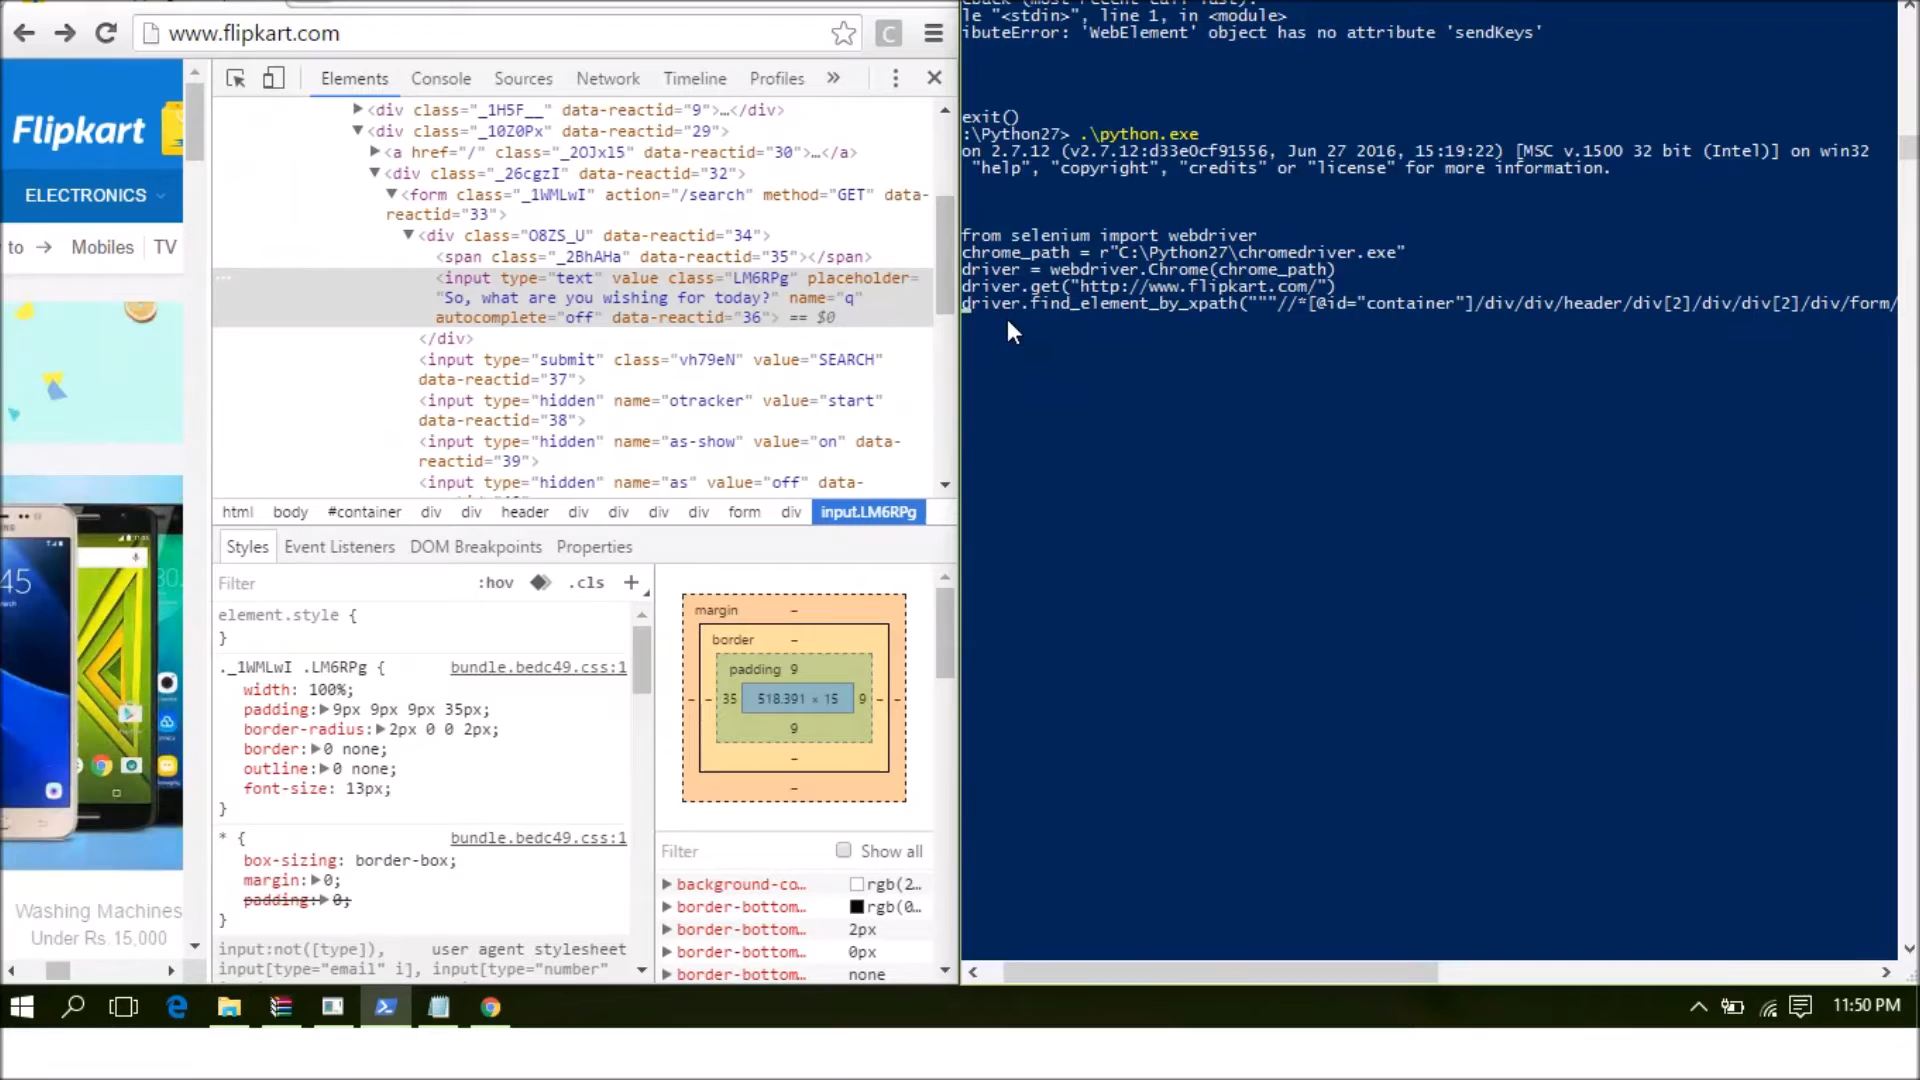 www.flipkart.com
C
Flipkart
ELECTRONICS
to → Mobiles TV
45
30
Washing Machines
Under Rs.15,000
Elements Console Sources Network Timeline Profiles »
▶<div class="_1H5F__" data-reactid="9">…</div>
▼<div class="_10Z0Px" data-reactid="29">
▶<a href="/" class="_2OJxl5" data-reactid="30">…</a>
▼<div class="_26cgzI" data-reactid="32">
▼<form class="_1WMLwI" action="/search" method="GET" data-
reactid="33">
▼<div class="O8ZS_U" data-reactid="34">
<span class="_2BhAHa" data-reactid="35"></span>
<input type="text" value class="LM6RPg" placeholder=
"So, what are you wishing for today?" name="q"
autocomplete="off" data-reactid="36"> == $0
</div>
<input type="submit" class="vh79eN" value="SEARCH"
data-reactid="37">
<input type="hidden" name="otracker" value="start"
data-reactid="38">
<input type="hidden" name="as-show" value="on" data-
reactid="39">
<input type="hidden" name="as" value="off" data-
html body #container div div header div div div div form div input.LM6RPg
Styles Event Listeners DOM Breakpoints Properties
Filter :hov .cls +
element.style {
}
._1WMLwI .LM6RPg { bundle.bedc49.css:1
width: 100%;
padding:▶9px 9px 9px 35px;
border-radius:▶2px 0 0 2px;
border:▶0 none;
outline:▶0 none;
font-size: 13px;
}
* { bundle.bedc49.css:1
box-sizing: border-box;
margin:▶0;
padding:▶0;
}
input:not([type]), user agent stylesheet
input[type="email" i], input[type="number"
margin –
border –
padding 9
– – 35 518.391 × 15 9 – –
9
–
–
Filter Show all
▶background-co… rgb(2…
▶border-bottom… rgb(0…
▶border-bottom… 2px
▶border-bottom… 0px
▶border-bottom… none
le "<stdin>", line 1, in <module>
ibuteError: 'WebElement' object has no attribute 'sendKeys'
exit()
:\Python27> .\python.exe
on 2.7.12 (v2.7.12:d33e0cf91556, Jun 27 2016, 15:19:22) [MSC v.1500 32 bit (Intel)] on win32
"help", "copyright", "credits" or "license" for more information.
from selenium import webdriver
chrome_path = r"C:\Python27\chromedriver.exe"
driver = webdriver.Chrome(chrome_path)
driver.get("http://www.flipkart.com/")
driver.find_element_by_xpath("""//*[@id="container"]/div/div/header/div[2]/div/div[2]/div/form/
11:50 PM